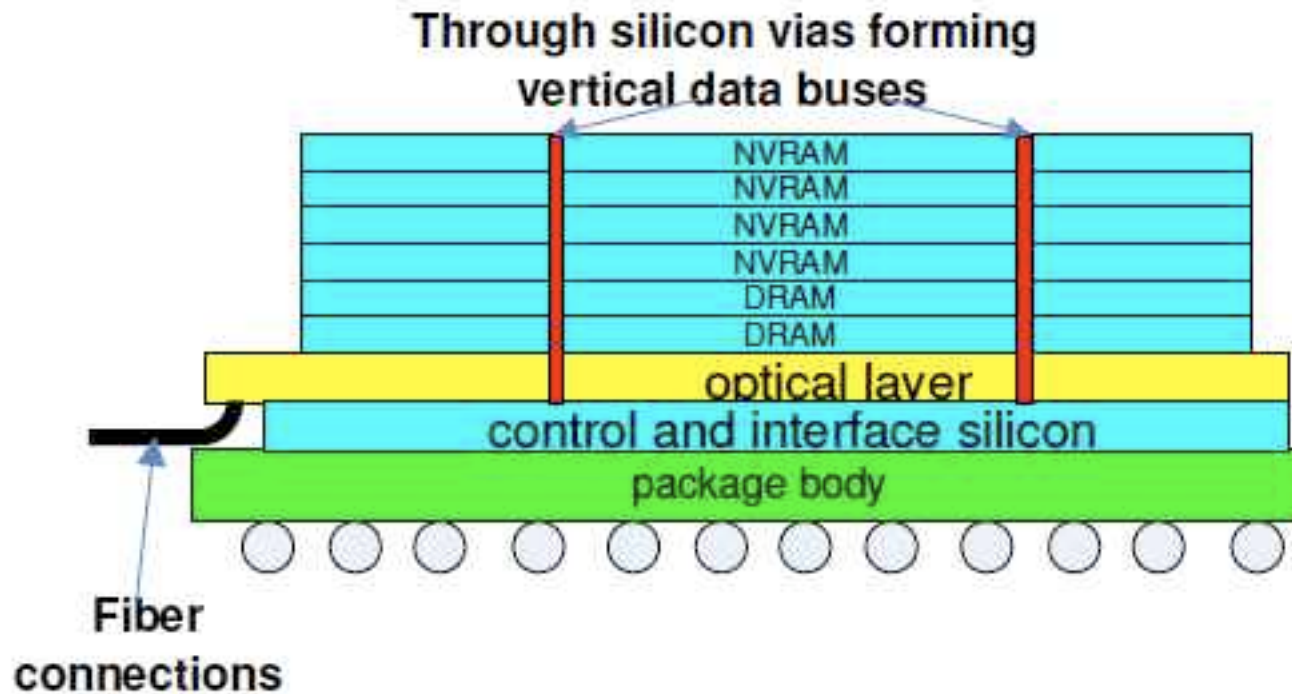 Through silicon vias forming
vertical data buses
NVRAM
NVRAM
NVRAM
NVRAM
DRAM
DRAM
optical layer
control and interface silicon
package body
Fiber
connections